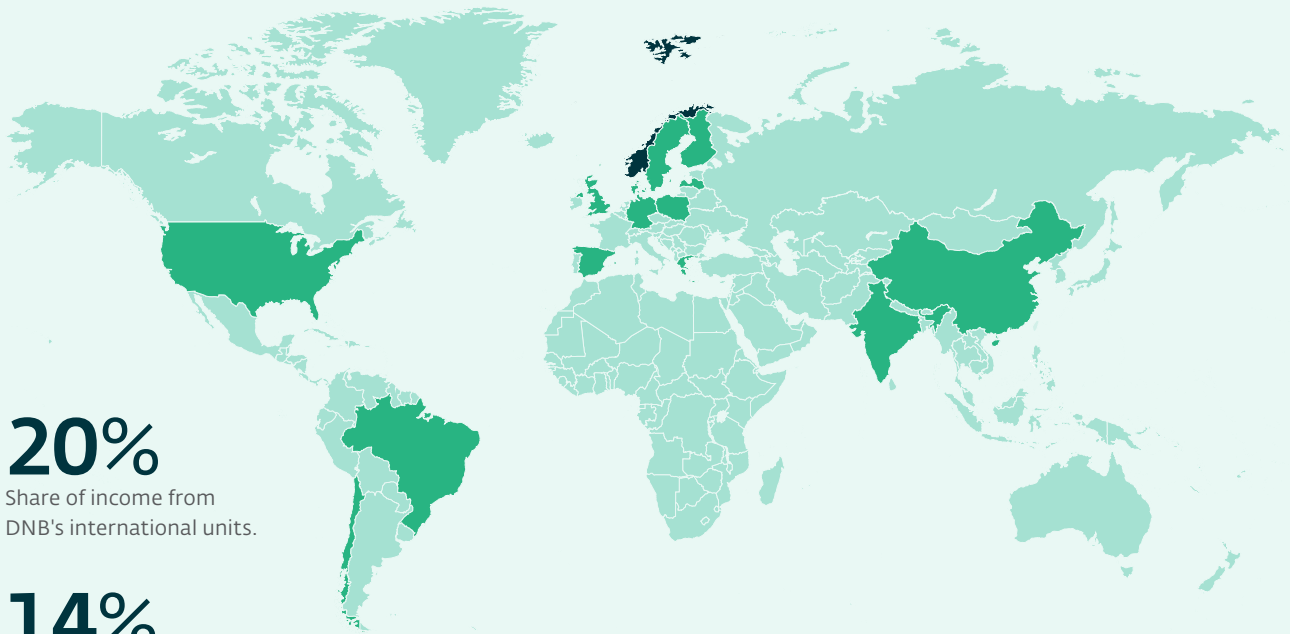 20%
Share of income from
DNB's international units.
14%